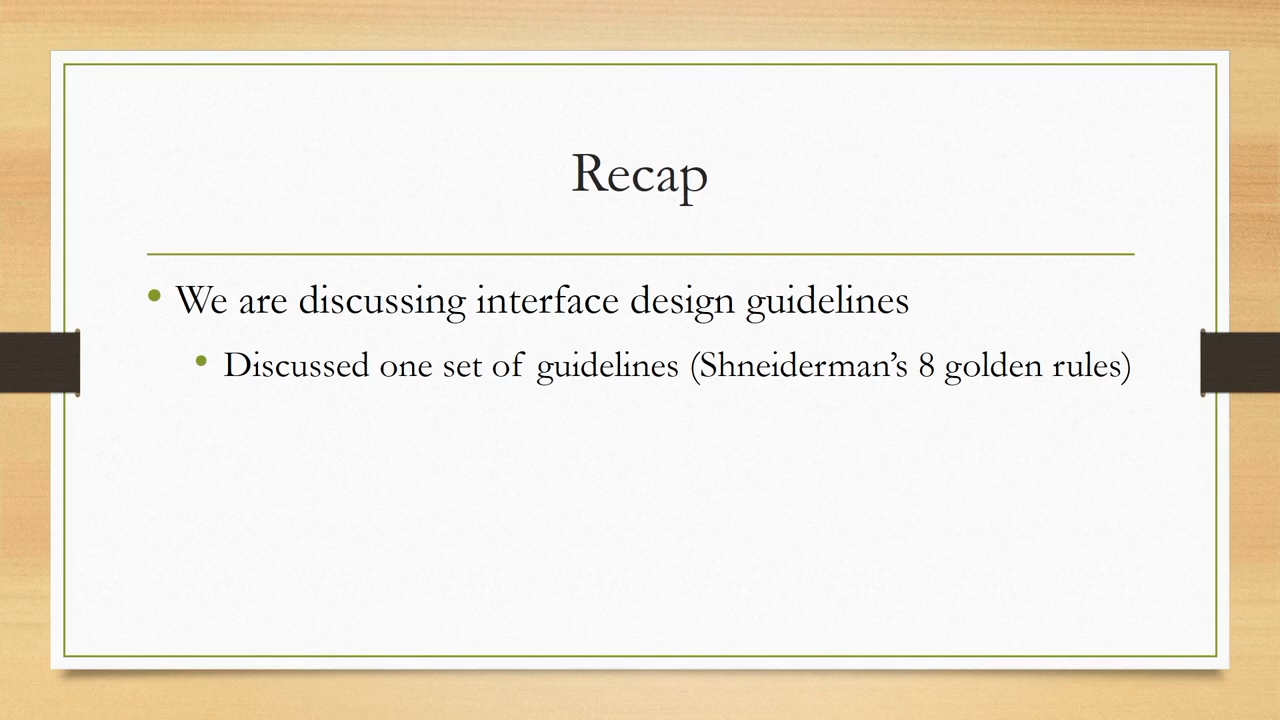 Recap
• We are discussing interface design guidelines
• Discussed one set of guidelines (Shneiderman’s 8 golden rules)